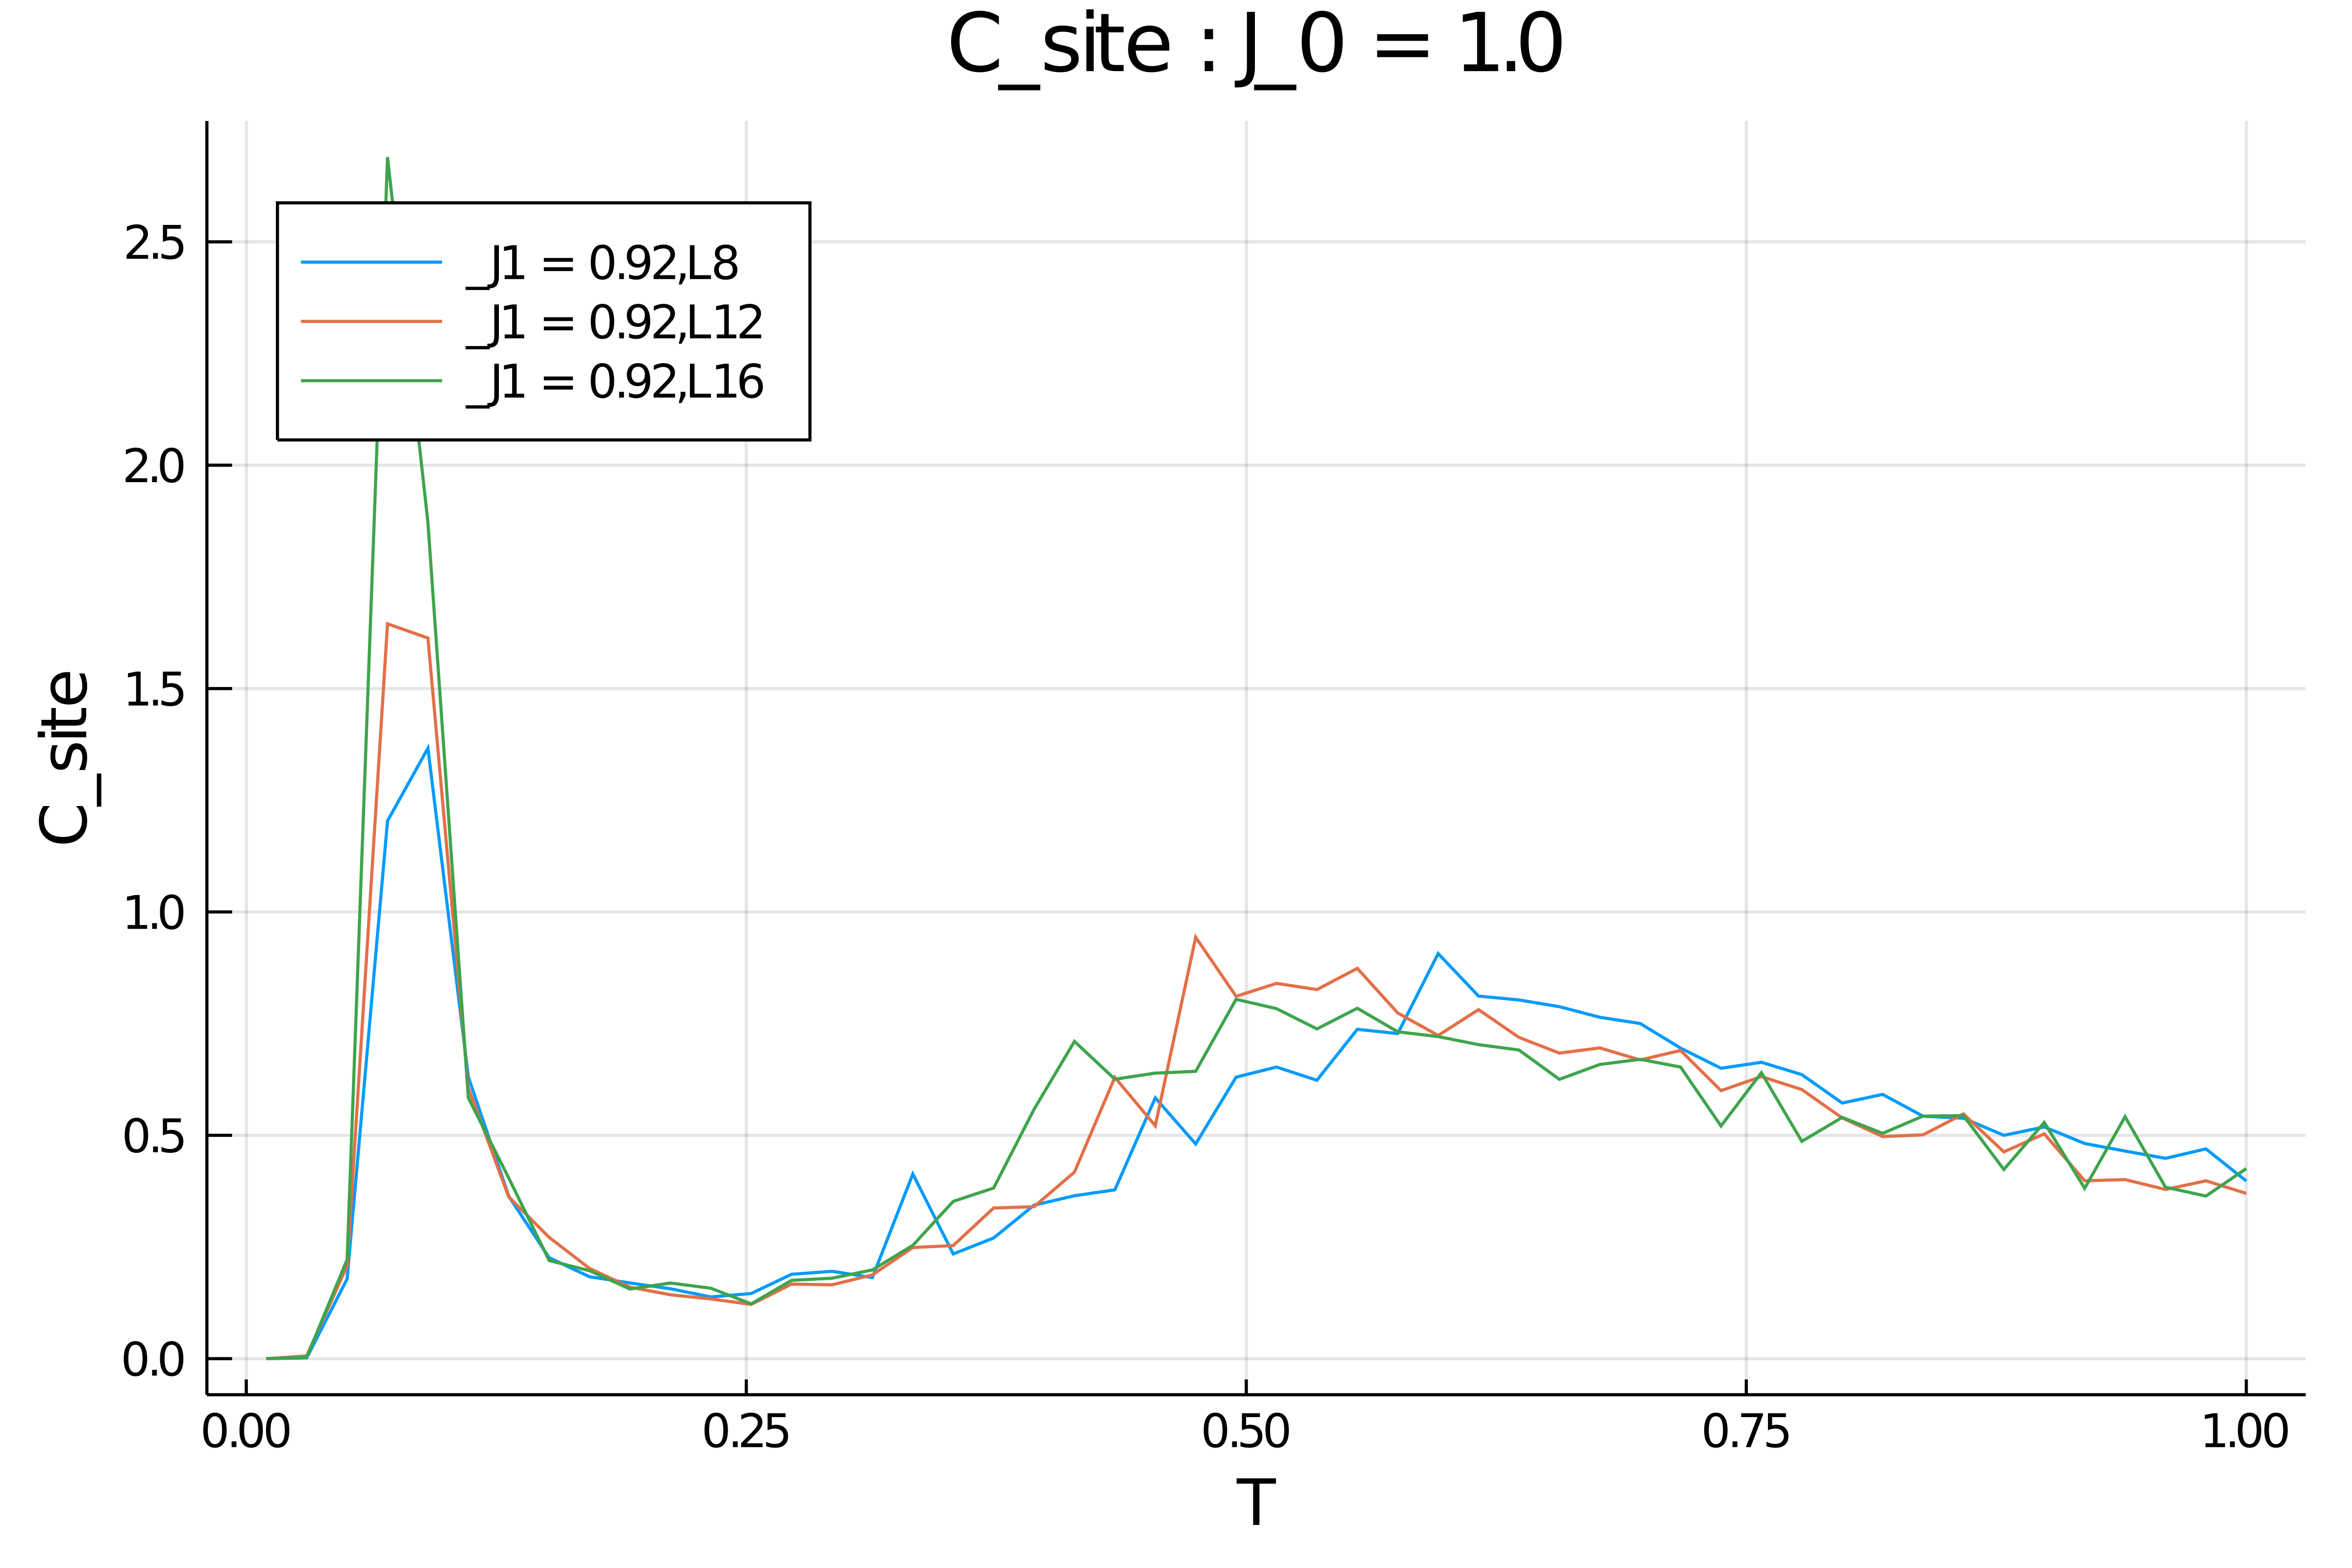 C_site : J_0 = 1.0
C_site
2.5
2.0
1.5
1.0
0.5
0.0
_J1 = 0.92,L8
_J1 = 0.92,L12
_J1 = 0.92,L16
0.00 0.25 0.50 0.75 1.00
T